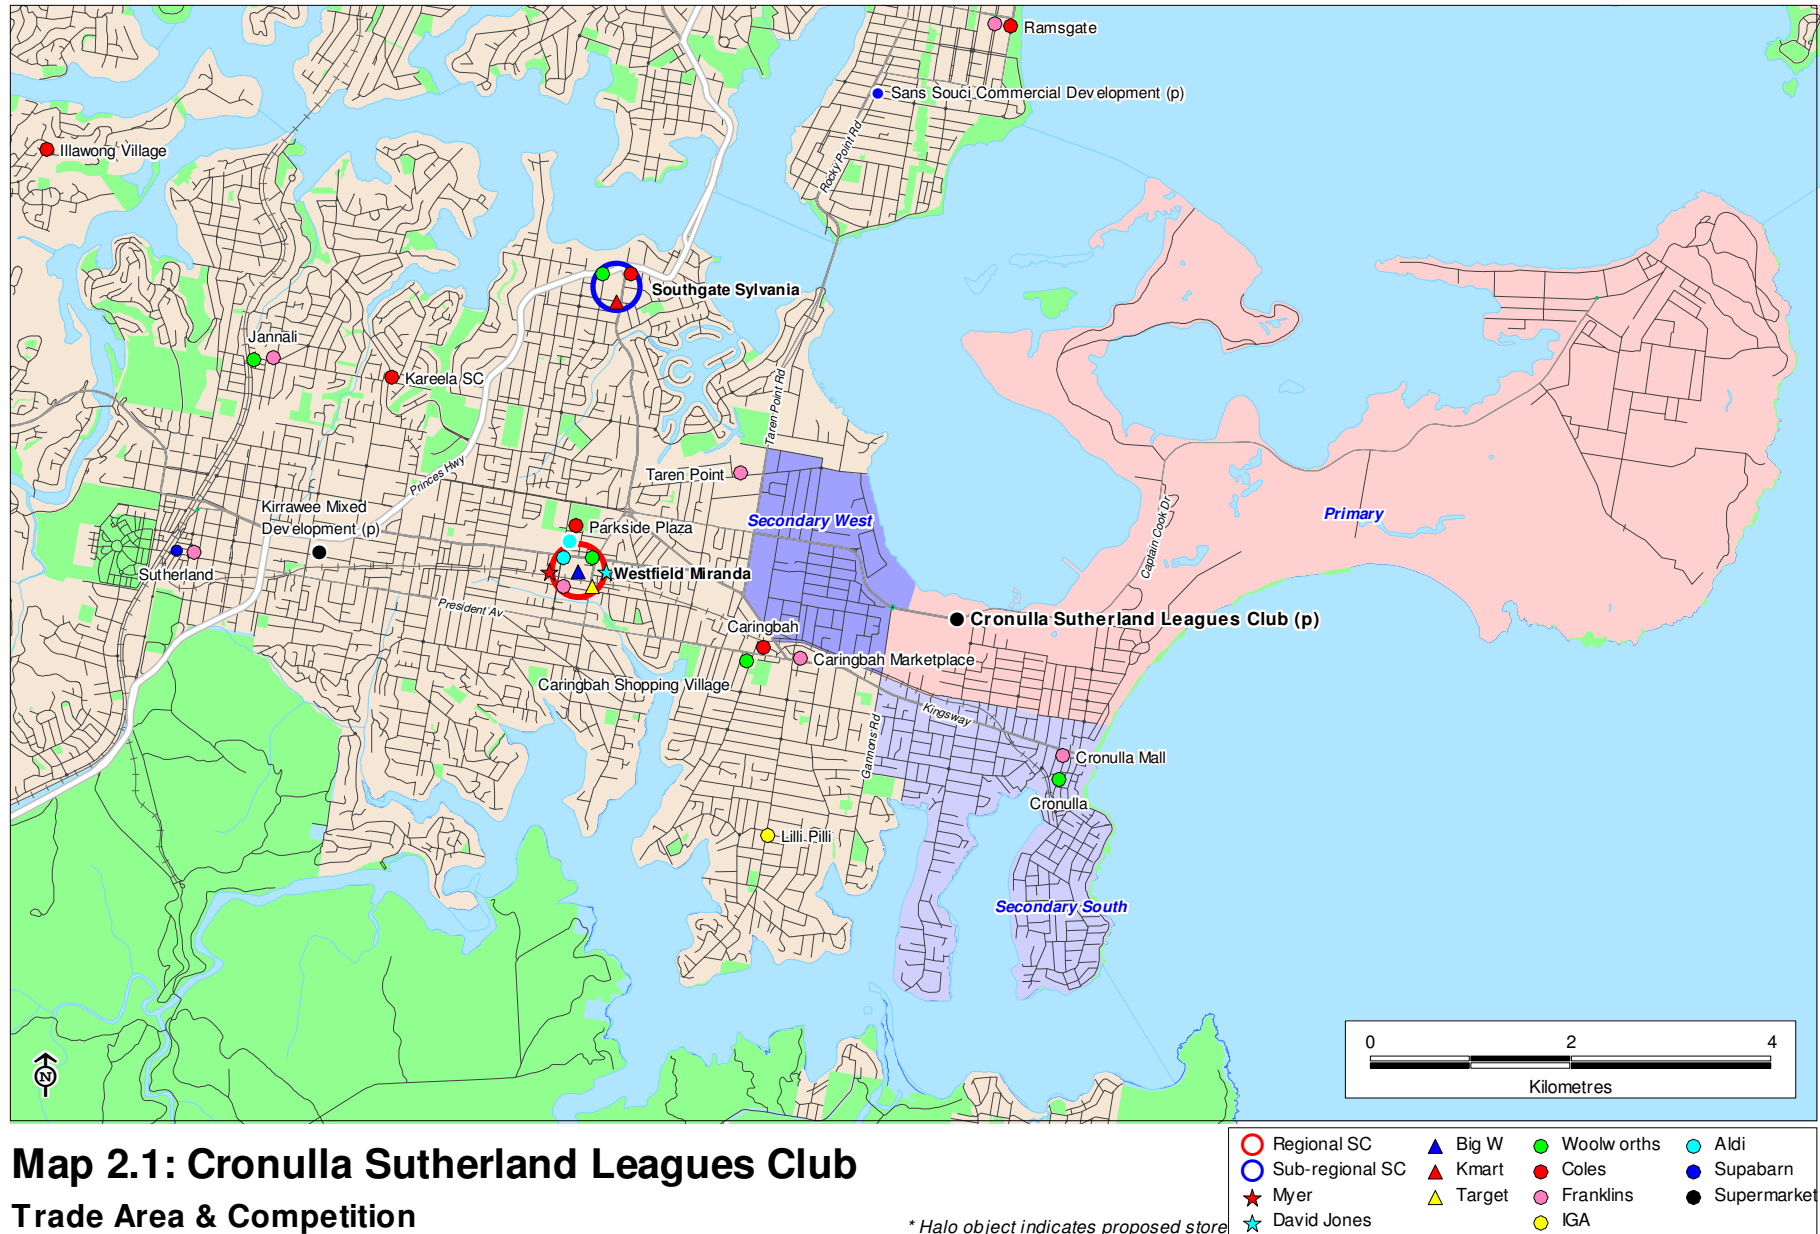 Ramsgate
Sans Souci Commercial Development (p)
Rocky Point Rd
Illawong Village
Southgate Sylvania
Jannali
Kareela SC
Taren Point Rd
Princes Hwy
Taren Point
Kirrawee Mixed
Development (p)
Parkside Plaza
Secondary West
Primary
Captain Cook Dr
Sutherland
Westfield Miranda
President Av
Caringbah
Cronulla Sutherland Leagues Club (p)
Caringbah Marketplace
Caringbah Shopping Village
Kingsway
Gannons Rd
Cronulla Mall
Cronulla
Lilli Pilli
Secondary South
N
0 2 4
Kilometres
Map 2.1: Cronulla Sutherland Leagues Club
Trade Area & Competition
* Halo object indicates proposed store
Regional SC Big W Woolworths Aldi
Sub-regional SC Kmart Coles Supabarn
Myer Target Franklins Supermarket
David Jones IGA